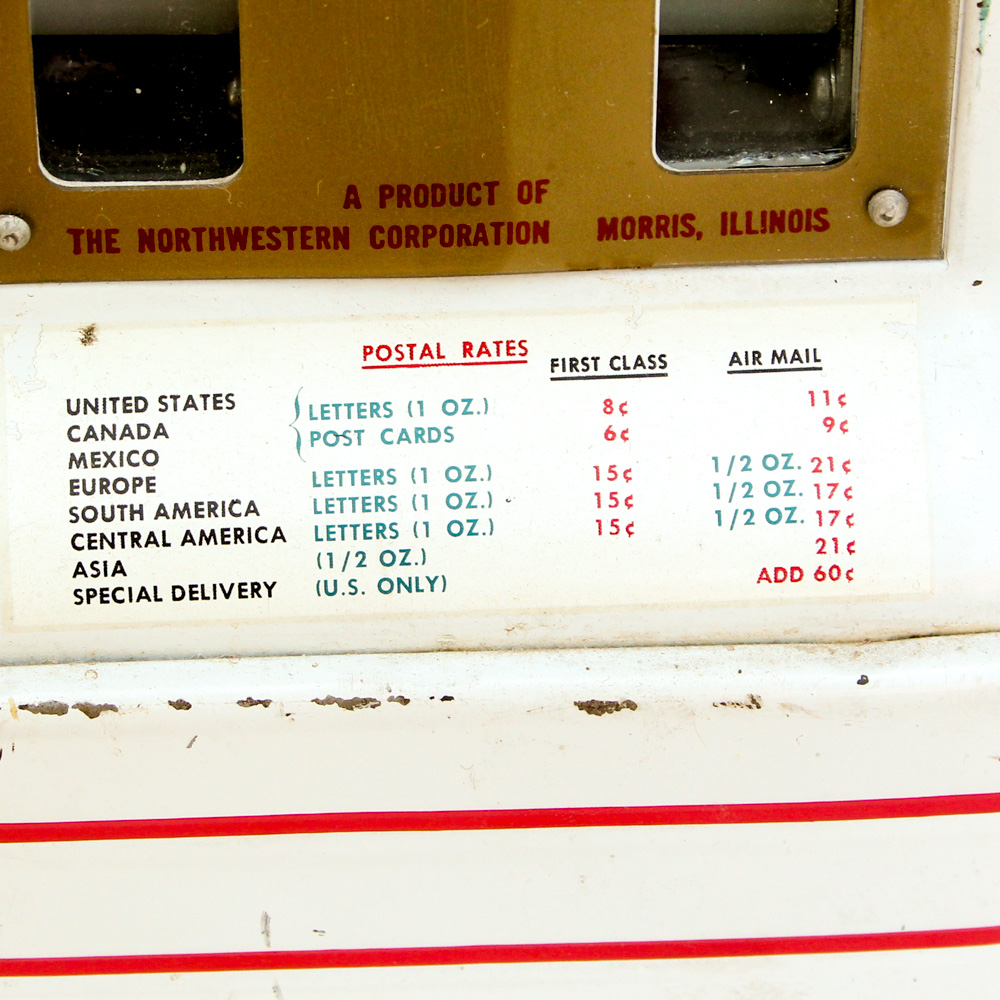 A PRODUCT OF
THE NORTHWESTERN CORPORATION MORRIS, ILLINOIS
POSTAL RATES FIRST CLASS AIR MAIL
UNITED STATES LETTERS (1 OZ.) 8¢ 11¢
CANADA POST CARDS 6¢ 9¢
MEXICO
EUROPE LETTERS (1 OZ.) 15¢ 1/2 OZ. 21¢
SOUTH AMERICA LETTERS (1 OZ.) 15¢ 1/2 OZ. 17¢
CENTRAL AMERICA LETTERS (1 OZ.) 15¢ 1/2 OZ. 17¢
ASIA (1/2 OZ.) 21¢
SPECIAL DELIVERY (U.S. ONLY) ADD 60¢